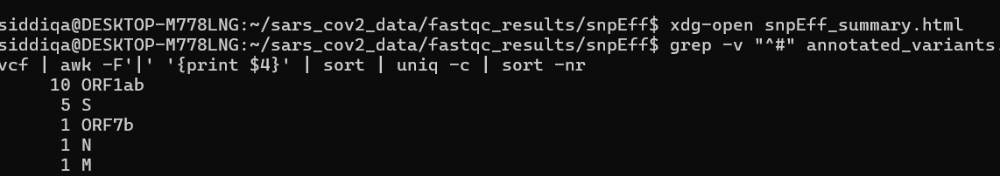 siddiqa@DESKTOP-M778LNG:~/sars_cov2_data/fastqc_results/snpEff$ xdg-open snpEff_summary.html
siddiqa@DESKTOP-M778LNG:~/sars_cov2_data/fastqc_results/snpEff$ grep -v "^#" annotated_variants.
vcf | awk -F'|' '{print $4}' | sort | uniq -c | sort -nr
10 ORF1ab
5 S
1 ORF7b
1 N
1 M